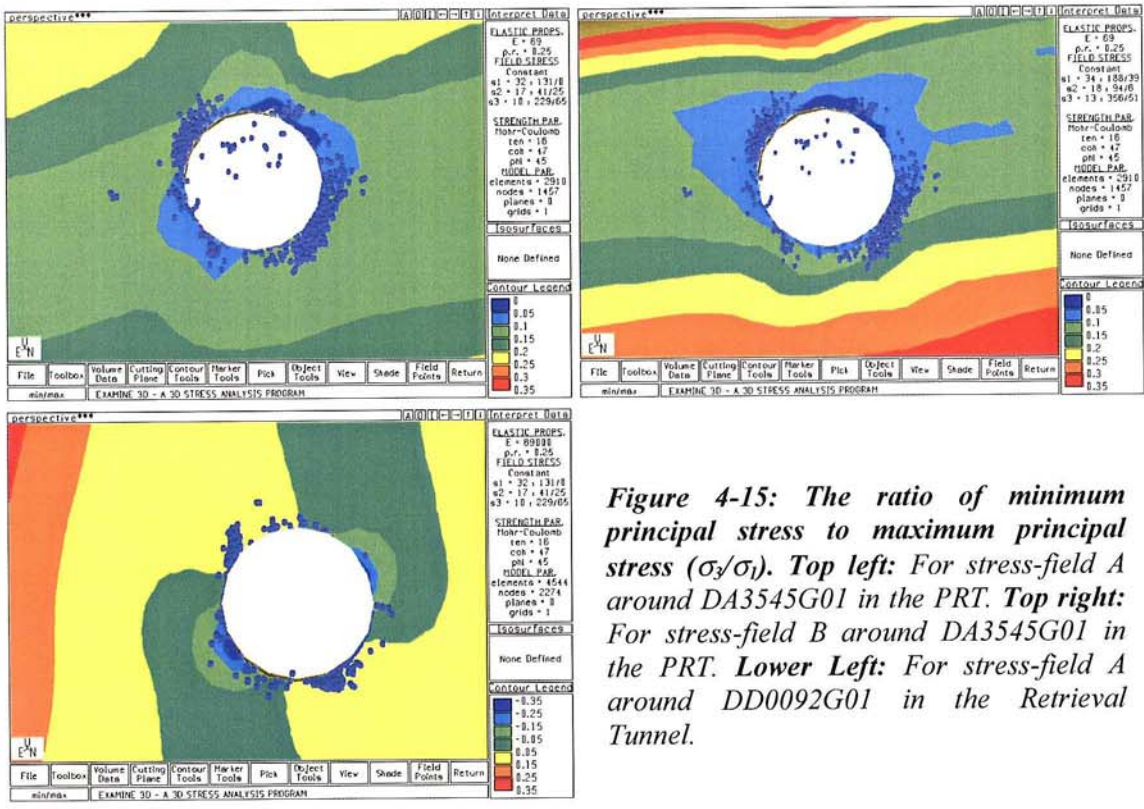 perspective***
A O I ← → ↑ ↓
Interpret Data
ELASTIC PROPS.
E = 69
p.r. = 0.25
FIELD STRESS
Constant
s1 = 32 : 131/0
s2 = 17 : 41/25
s3 = 10 : 229/65
STRENGTH PAR.
Mohr-Coulomb
ten = 16
coh = 47
phi = 45
MODEL PAR.
elements = 2910
nodes = 1457
planes = 0
grids = 1
Isosurfaces
None Defined
Contour Legend
0
0.05
0.1
0.15
0.2
0.25
0.3
0.35
U
E N
File Toolbox Volume Data Cutting Plane Contour Tools Marker Tools Pick Object Tools View Shade Field Points Return
min/max EXAMINE 3D - A 3D STRESS ANALYSIS PROGRAM
perspective***
A O I ← → ↑ ↓
Interpret Data
ELASTIC PROPS.
E = 69
p.r. = 0.25
FIELD STRESS
Constant
s1 = 34 : 188/39
s2 = 18 : 94/6
s3 = 13 : 356/51
STRENGTH PAR.
Mohr-Coulomb
ten = 16
coh = 47
phi = 45
MODEL PAR.
elements = 2910
nodes = 1457
planes = 0
grids = 1
Isosurfaces
None Defined
Contour Legend
0
0.05
0.1
0.15
0.2
0.25
0.3
0.35
U
E N
File Toolbox Volume Data Cutting Plane Contour Tools Marker Tools Pick Object Tools View Shade Field Points Return
min/max EXAMINE 3D - A 3D STRESS ANALYSIS PROGRAM
perspective***
A O I ← → ↑ ↓
Interpret Data
ELASTIC PROPS.
E = 69000
p.r. = 0.25
FIELD STRESS
Constant
s1 = 32 : 131/0
s2 = 17 : 41/25
s3 = 10 : 229/65
STRENGTH PAR.
Mohr-Coulomb
ten = 16
coh = 47
phi = 45
MODEL PAR.
elements = 4544
nodes = 2274
planes = 0
grids = 1
Isosurfaces
None Defined
Contour Legend
-0.35
-0.25
-0.15
-0.05
0.05
0.15
0.25
0.35
U
E N
File Toolbox Volume Data Cutting Plane Contour Tools Marker Tools Pick Object Tools View Shade Field Points Return
min/max EXAMINE 3D - A 3D STRESS ANALYSIS PROGRAM
Figure 4-15: The ratio of minimum
principal stress to maximum principal
stress (σ₃/σ₁). Top left: For stress-field A
around DA3545G01 in the PRT. Top right:
For stress-field B around DA3545G01 in
the PRT. Lower Left: For stress-field A
around DD0092G01 in the Retrieval
Tunnel.